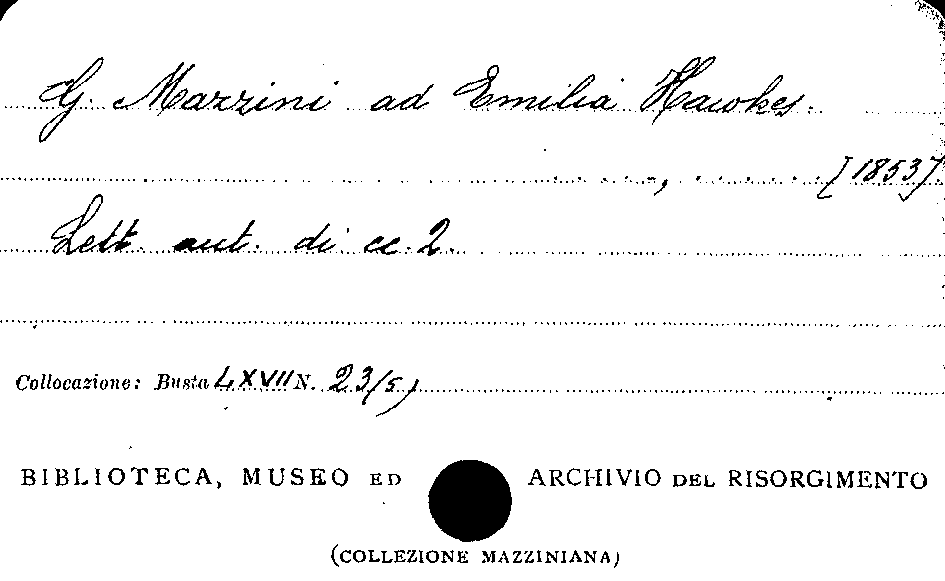 G. Mazzini ad Emilia Hawkes.
, [1853].
Lett. aut. di cc. 2.
Collocazione: Busta LXVII N. 23/5)
BIBLIOTECA, MUSEO ED ARCHIVIO DEL RISORGIMENTO
(COLLEZIONE MAZZINIANA)